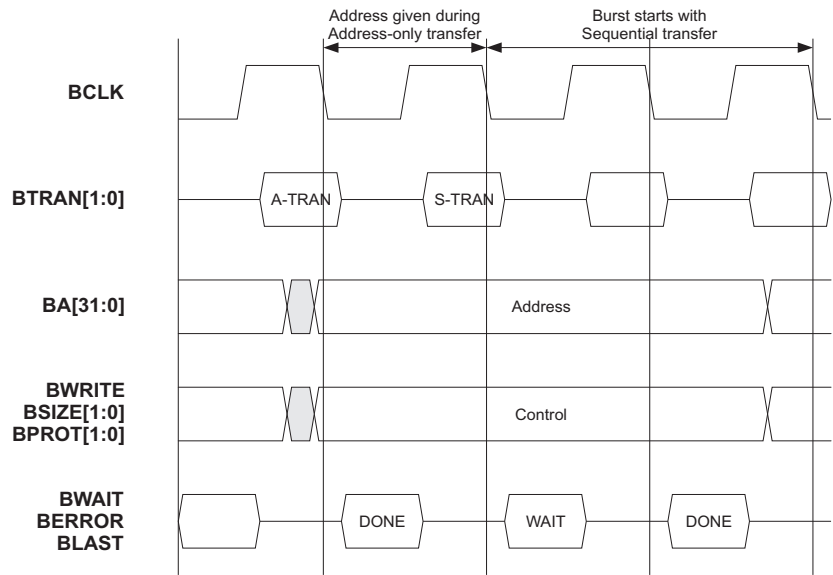 Address given during
Address-only transfer
Burst starts with
Sequential transfer
BCLK
BTRAN[1:0]
A-TRAN
S-TRAN
BA[31:0]
Address
BWRITE
BSIZE[1:0]
BPROT[1:0]
Control
BWAIT
BERROR
BLAST
DONE
WAIT
DONE